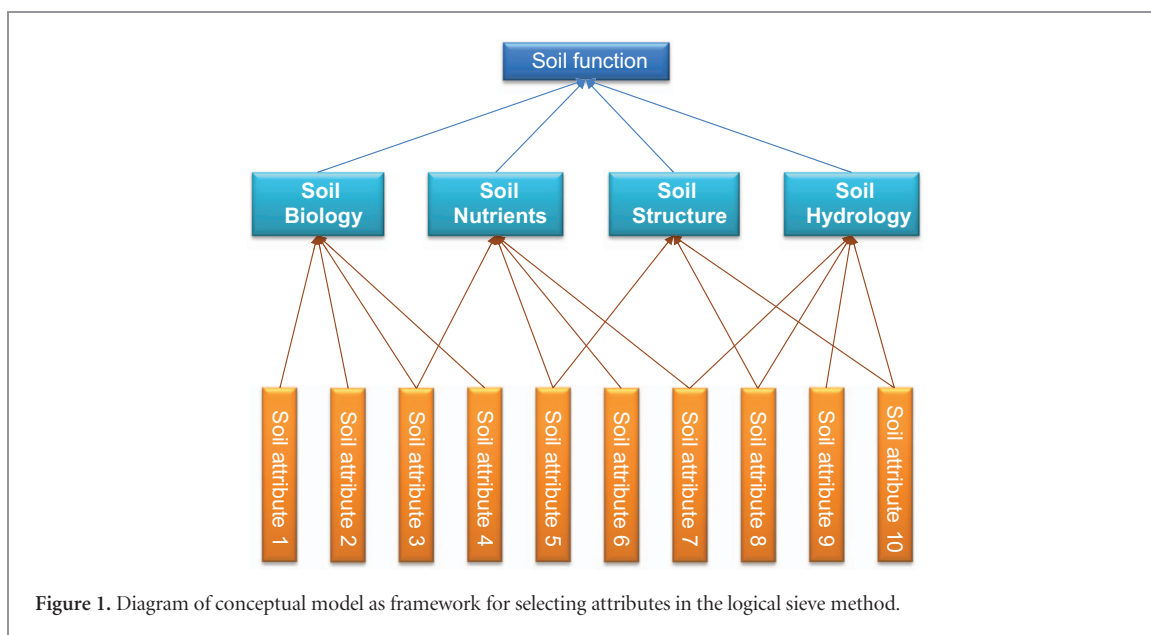 Soil function
Soil
Biology
Soil
Nutrients
Soil
Structure
Soil
Hydrology
Soil attribute 1
Soil attribute 2
Soil attribute 3
Soil attribute 4
Soil attribute 5
Soil attribute 6
Soil attribute 7
Soil attribute 8
Soil attribute 9
Soil attribute 10
Figure 1. Diagram of conceptual model as framework for selecting attributes in the logical sieve method.